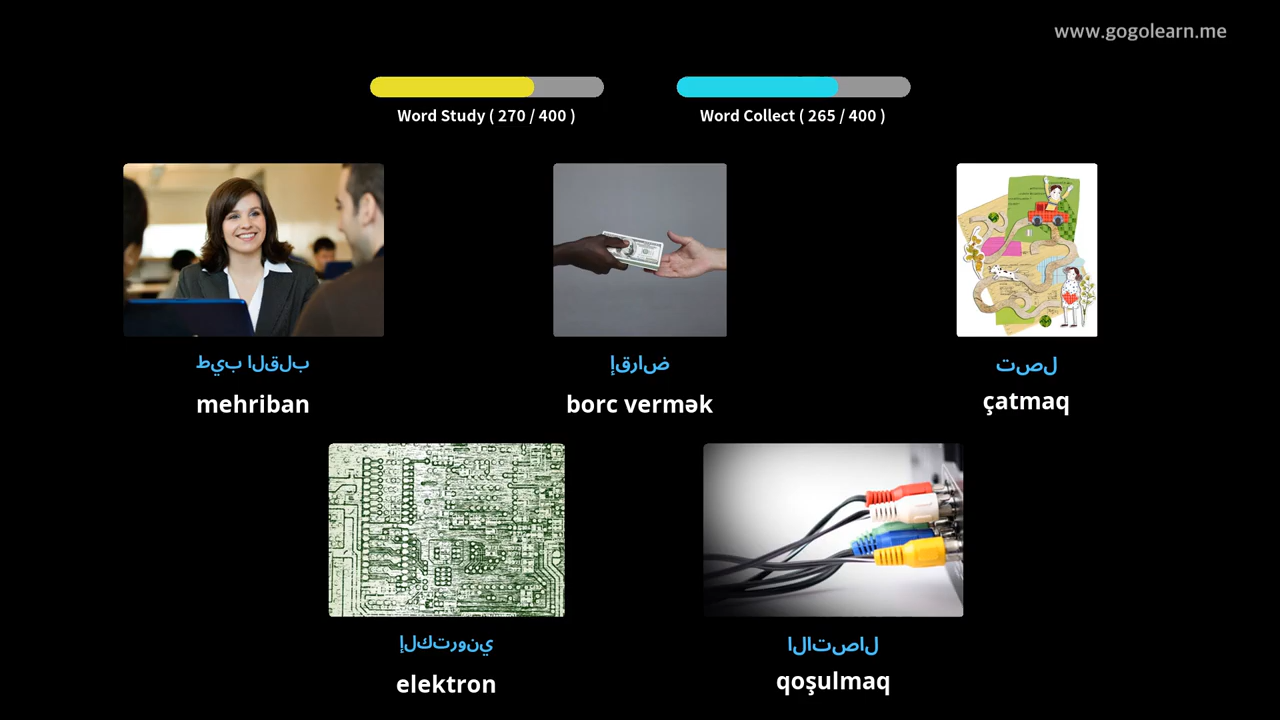 www.gogolearn.me
Word Study ( 270 / 400 )
Word Collect ( 265 / 400 )
طيب القلب
mehriban
إقراض
borc vermək
تصل
çatmaq
إلكتروني
elektron
الاتصال
qoşulmaq